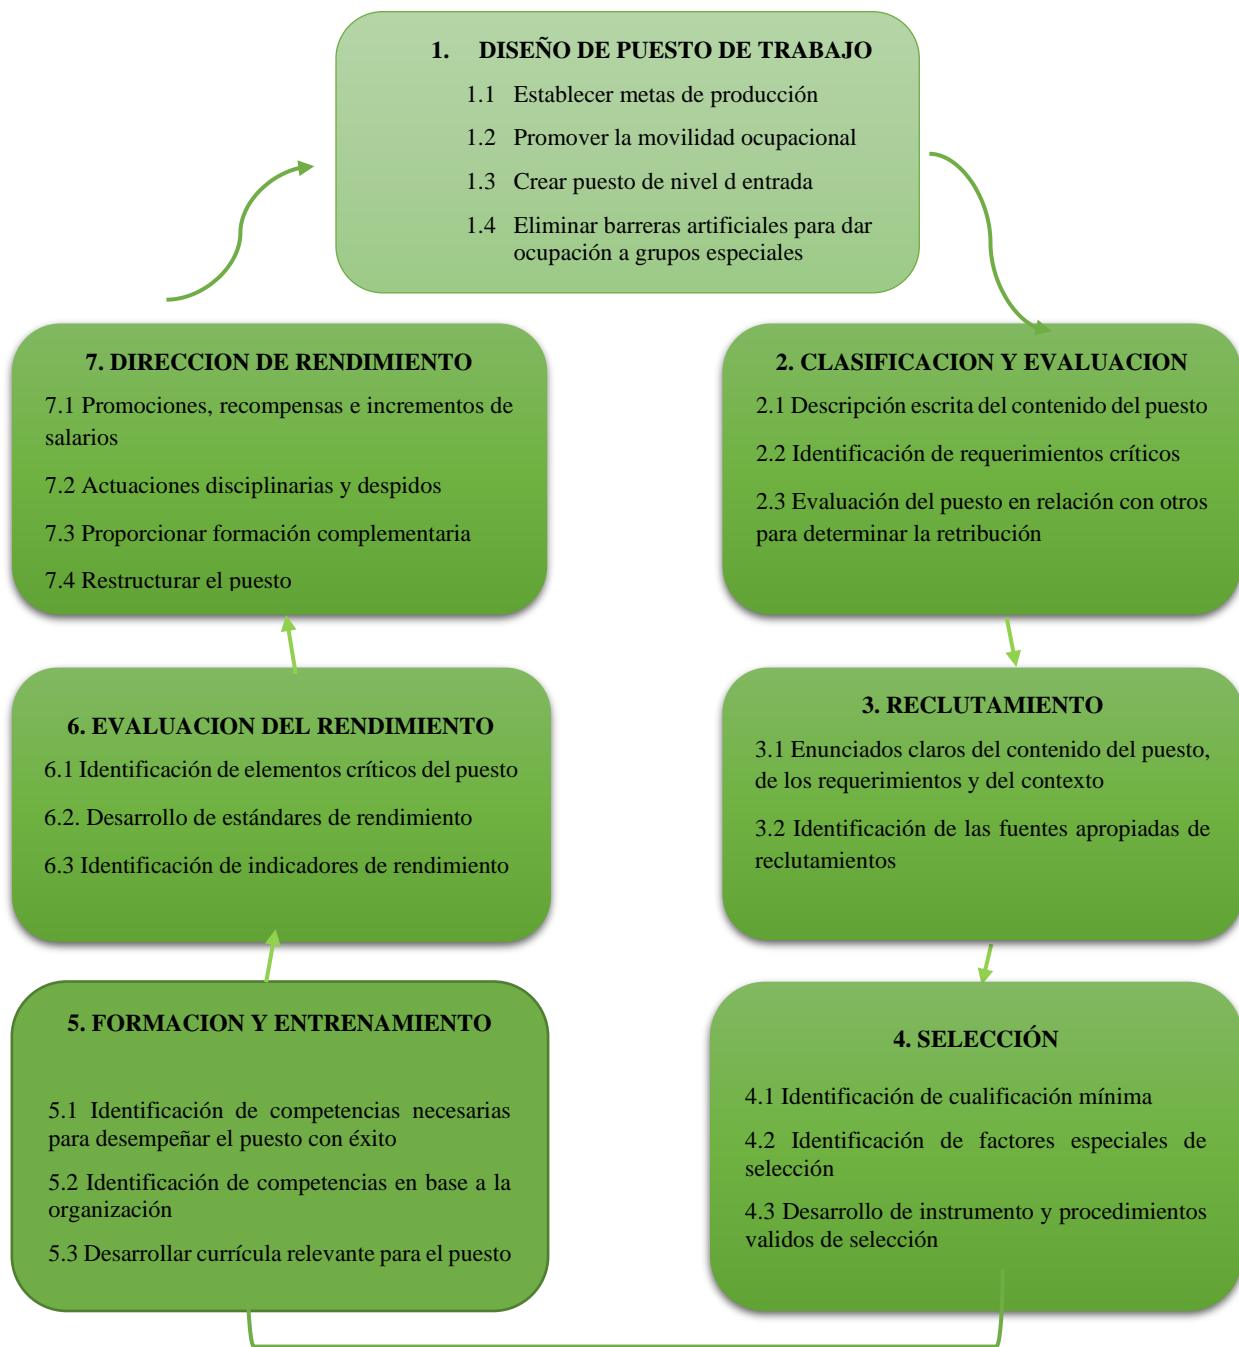 1. DISEÑO DE PUESTO DE TRABAJO
1.1 Establecer metas de producción
1.2 Promover la movilidad ocupacional
1.3 Crear puesto de nivel d entrada
1.4 Eliminar barreras artificiales para dar
ocupación a grupos especiales
2. CLASIFICACION Y EVALUACION
2.1 Descripción escrita del contenido del puesto
2.2 Identificación de requerimientos críticos
2.3 Evaluación del puesto en relación con otros
para determinar la retribución
3. RECLUTAMIENTO
3.1 Enunciados claros del contenido del puesto,
de los requerimientos y del contexto
3.2 Identificación de las fuentes apropiadas de
reclutamientos
4. SELECCIÓN
4.1 Identificación de cualificación mínima
4.2 Identificación de factores especiales de
selección
4.3 Desarrollo de instrumento y procedimientos
validos de selección
5. FORMACION Y ENTRENAMIENTO
5.1 Identificación de competencias necesarias
para desempeñar el puesto con éxito
5.2 Identificación de competencias en base a la
organización
5.3 Desarrollar currícula relevante para el puesto
6. EVALUACION DEL RENDIMIENTO
6.1 Identificación de elementos críticos del puesto
6.2. Desarrollo de estándares de rendimiento
6.3 Identificación de indicadores de rendimiento
7. DIRECCION DE RENDIMIENTO
7.1 Promociones, recompensas e incrementos de
salarios
7.2 Actuaciones disciplinarias y despidos
7.3 Proporcionar formación complementaria
7.4 Restructurar el puesto